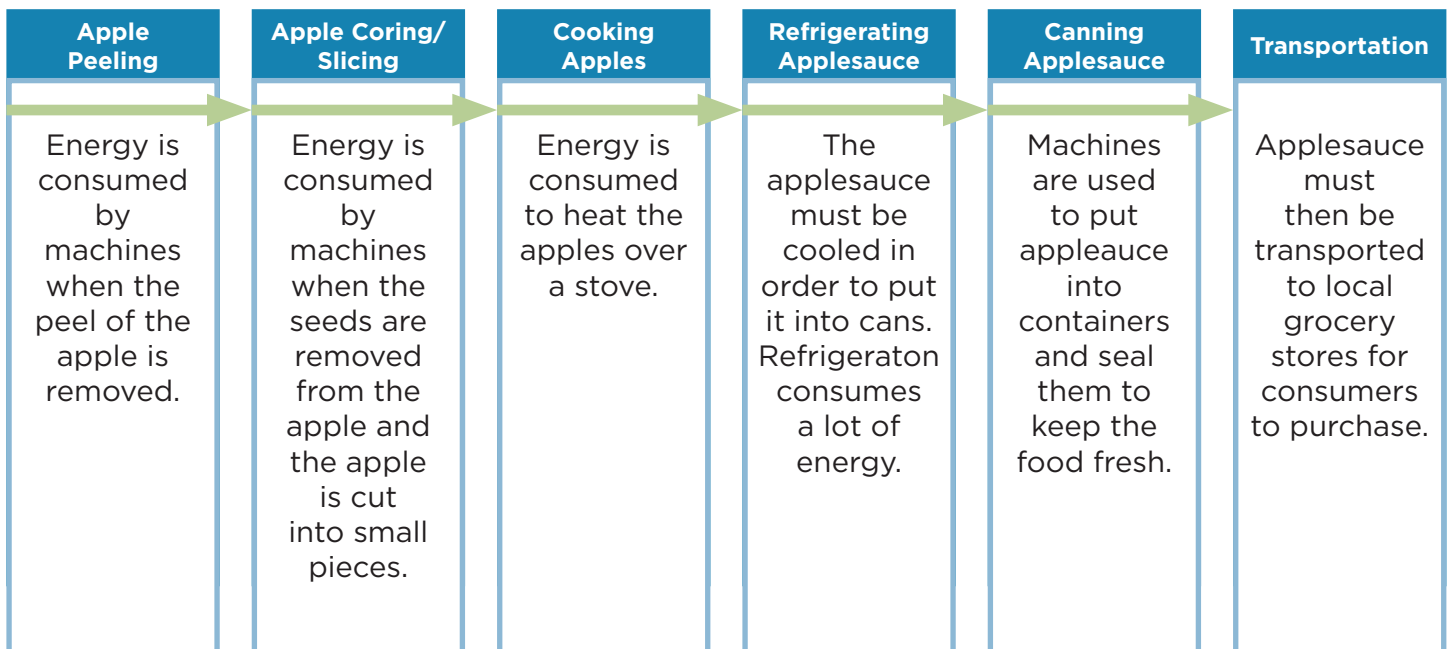 Apple
Peeling
Energy is
consumed
by
machines
when the
peel of the
apple is
removed.
Apple Coring/
Slicing
Energy is
consumed
by
machines
when the
seeds are
removed
from the
apple and
the apple
is cut
into small
pieces.
Cooking
Apples
Energy is
consumed
to heat the
apples over
a stove.
Refrigerating
Applesauce
The
applesauce
must be
cooled in
order to put
it into cans.
Refrigeraton
consumes
a lot of
energy.
Canning
Applesauce
Machines
are used
to put
appleauce
into
containers
and seal
them to
keep the
food fresh.
Transportation
Applesauce
must
then be
transported
to local
grocery
stores for
consumers
to purchase.